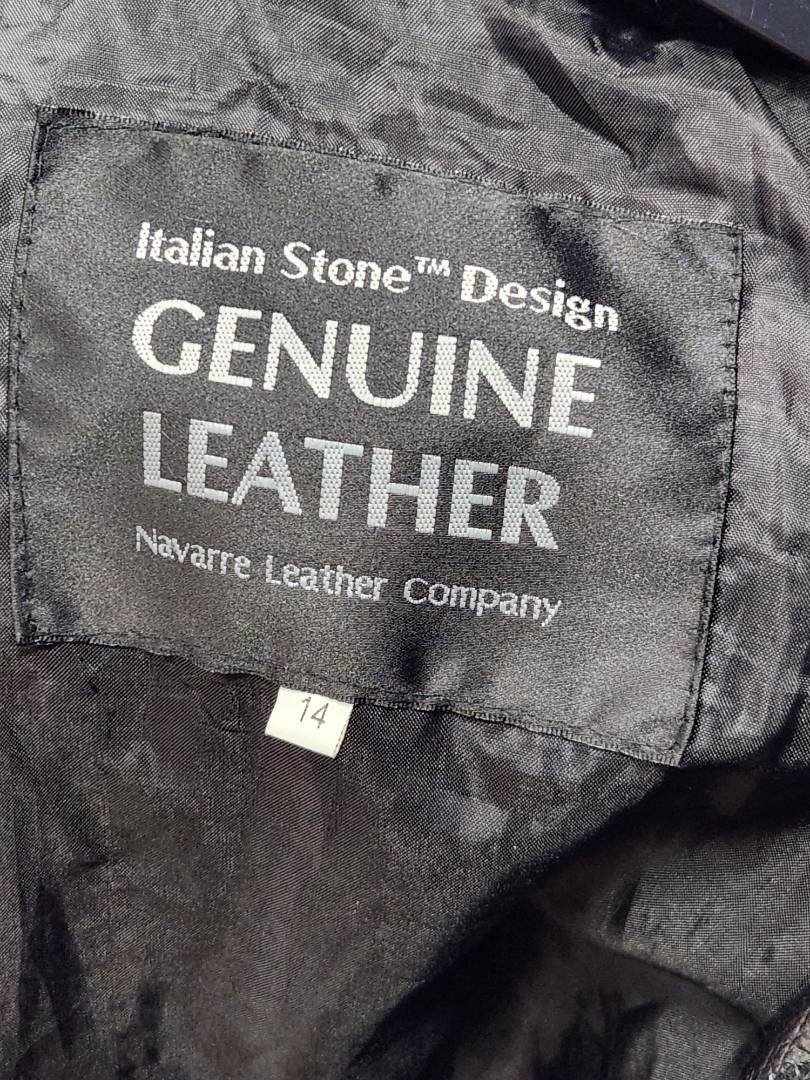 Italian Stone™ Design
GENUINE
LEATHER
Navarre Leather Company
14